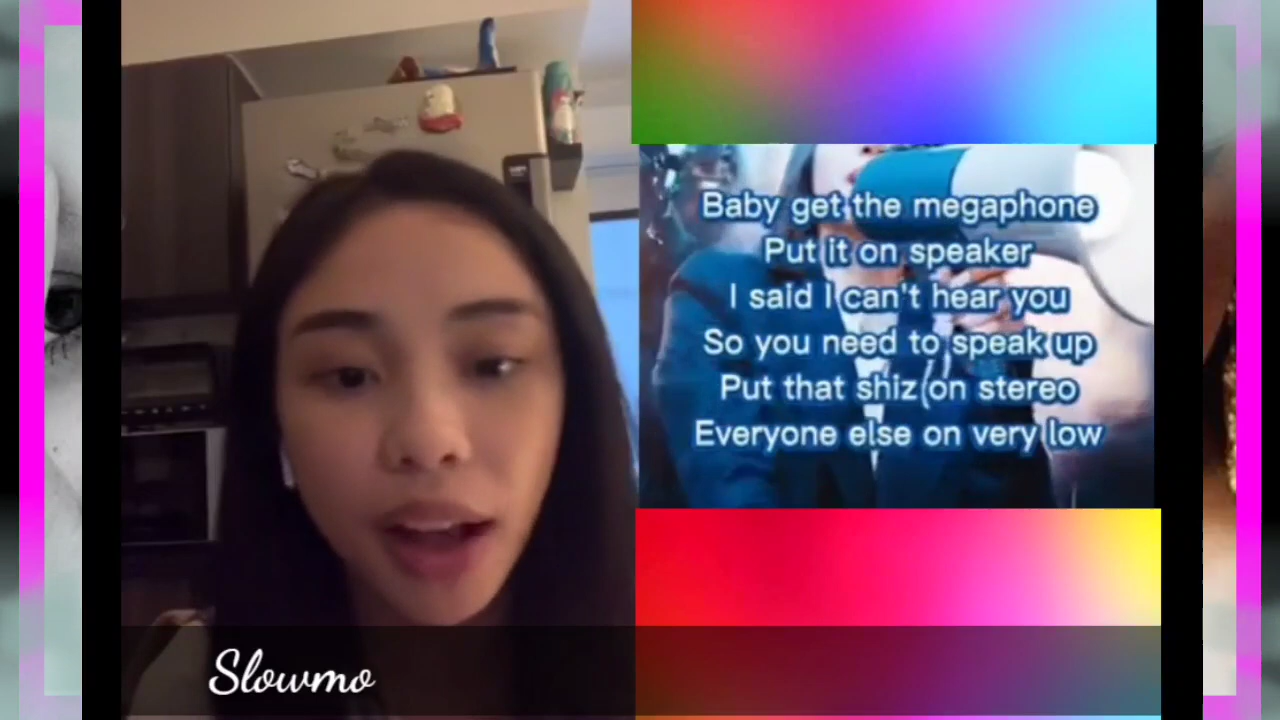 Baby get the megaphone
Put it on speaker
I said I can't hear you
So you need to speak up
Put that shiz on stereo
Everyone else on very low
Slowmo